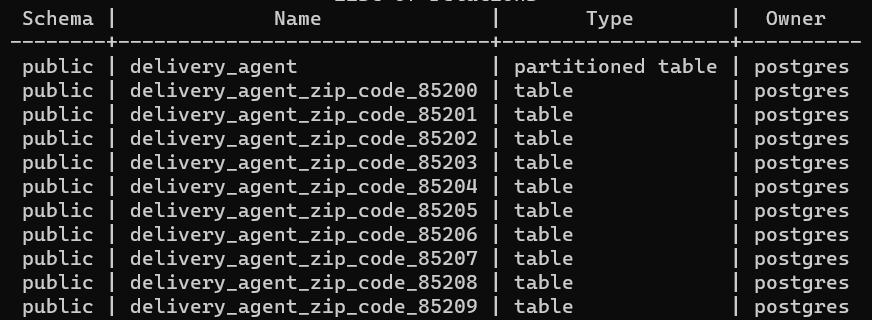 Schema | Name | Type | Owner
--------+-------------------------------+-------------------+----------
public | delivery_agent | partitioned table | postgres
public | delivery_agent_zip_code_85200 | table | postgres
public | delivery_agent_zip_code_85201 | table | postgres
public | delivery_agent_zip_code_85202 | table | postgres
public | delivery_agent_zip_code_85203 | table | postgres
public | delivery_agent_zip_code_85204 | table | postgres
public | delivery_agent_zip_code_85205 | table | postgres
public | delivery_agent_zip_code_85206 | table | postgres
public | delivery_agent_zip_code_85207 | table | postgres
public | delivery_agent_zip_code_85208 | table | postgres
public | delivery_agent_zip_code_85209 | table | postgres